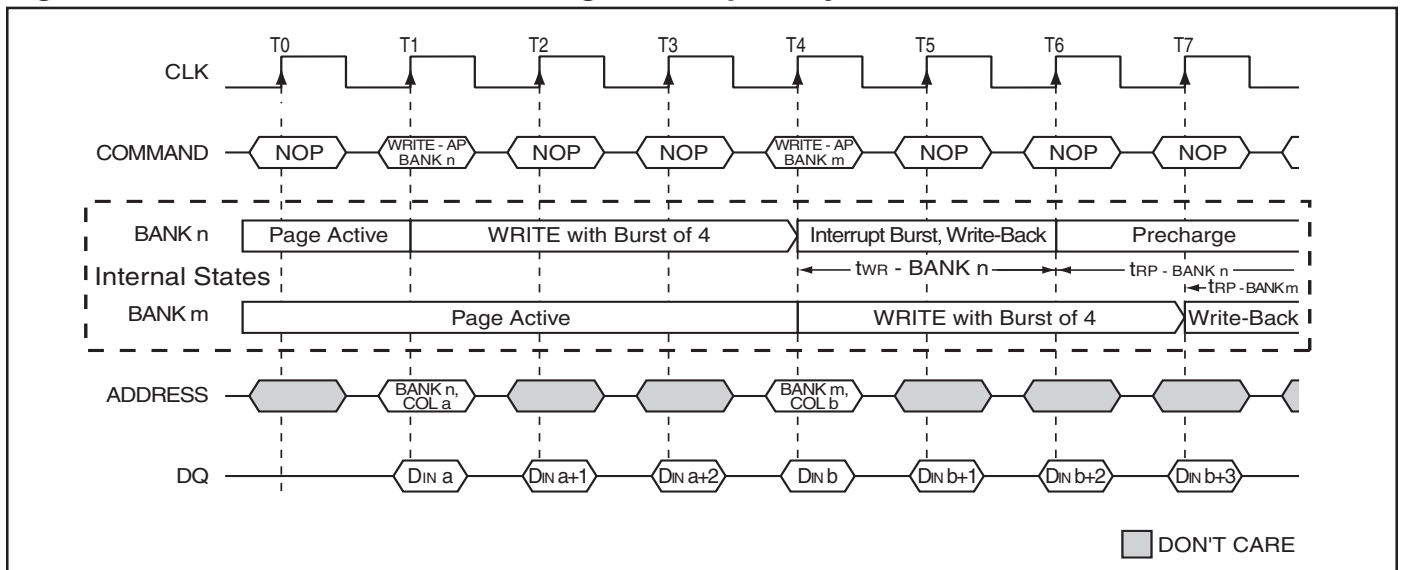 T0 T1 T2 T3 T4 T5 T6 T7
CLK
COMMAND NOP WRITE - AP BANK n NOP NOP WRITE - AP BANK m NOP NOP NOP
BANK n Page Active WRITE with Burst of 4 Interrupt Burst, Write-Back Precharge
Internal States tWR - BANK n tRP - BANK n
tRP - BANK m
BANK m Page Active WRITE with Burst of 4 Write-Back
ADDRESS BANK n, COL a BANK m, COL b
DQ DIN a DIN a+1 DIN a+2 DIN b DIN b+1 DIN b+2 DIN b+3
DON'T CARE